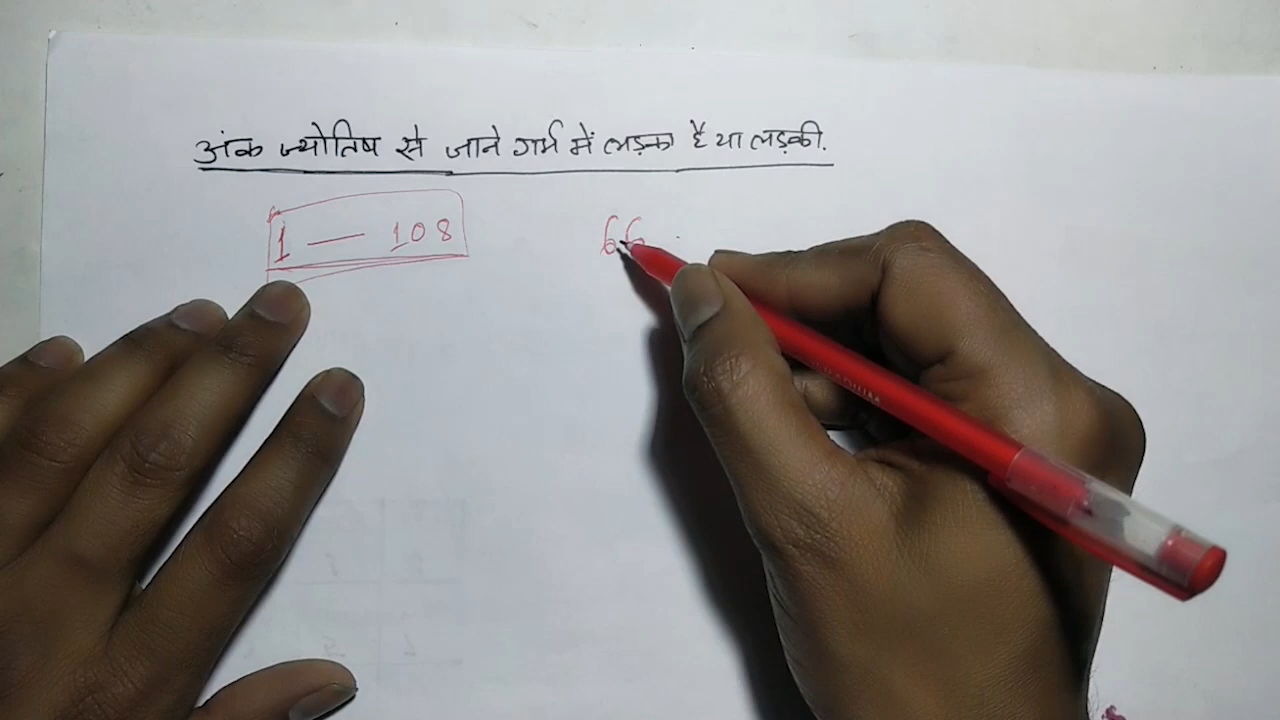 अंक ज्योतिष से जाने गर्भ में लड़का है या लड़की.
1 — 108
66